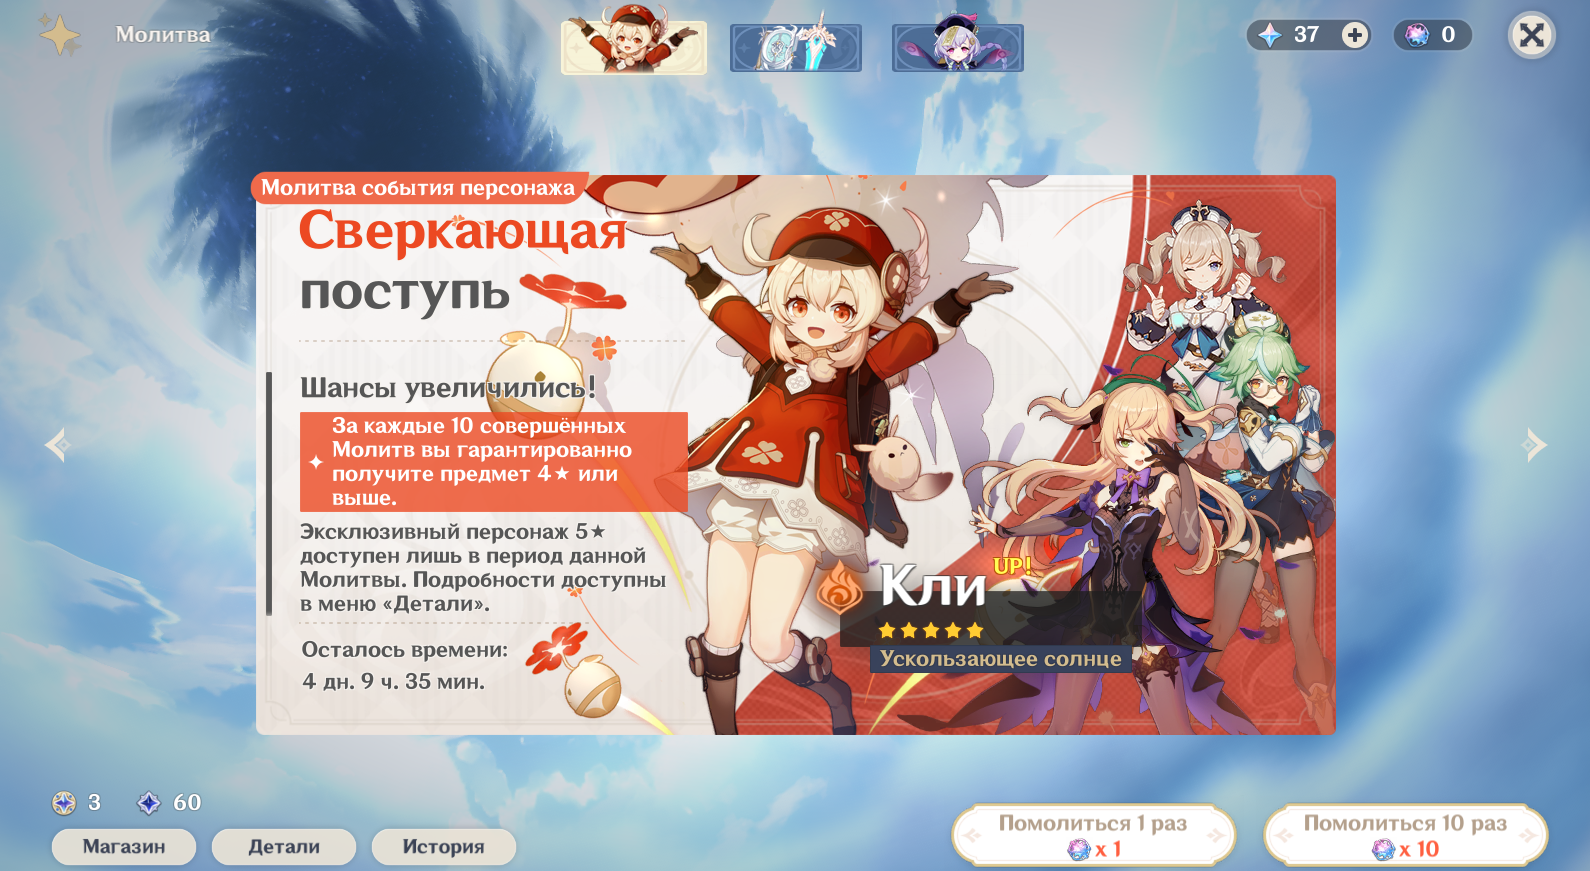 Молитва
37
0
Молитва события персонажа
Сверкающая
поступь
Шансы увеличились!
За каждые 10 совершённых
Молитв вы гарантированно
получите предмет 4★ или
выше.
Эксклюзивный персонаж 5★
доступен лишь в период данной
Молитвы. Подробности доступны
в меню «Детали».
Осталось времени:
4 дн. 9 ч. 35 мин.
Кли
UP!
Ускользающее солнце
3
60
Магазин
Детали
История
Помолиться 1 раз
x 1
Помолиться 10 раз
x 10